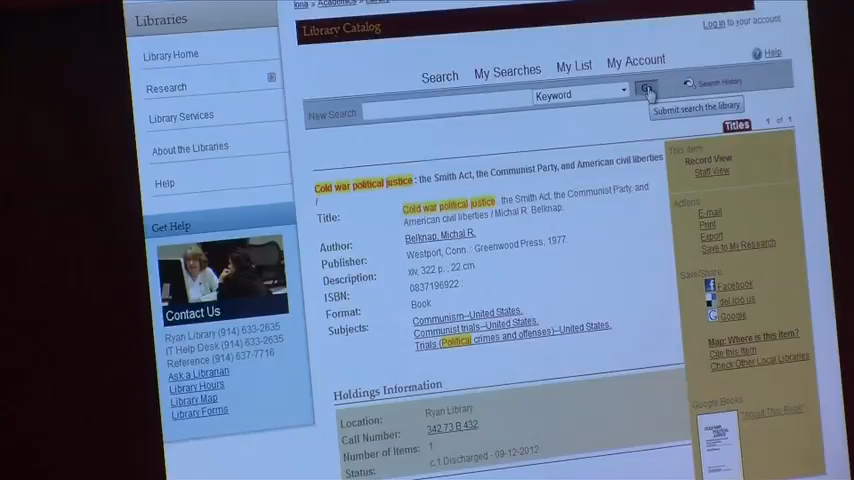 Iona > Academics > Library
Libraries
Library Home
Research
Library Services
About the Libraries
Help
Get Help
Contact Us
Ryan Library (914) 633-2635
IT Help Desk (914) 633-2635
Reference (914) 637-7716
Ask a Librarian
Library Hours
Library Map
Library Forms
Library Catalog
Log in to your account
Help
Search My Searches My List My Account
New Search Keyword Go Search History
Submit search the library
Titles 1 of 1
Cold war political justice : the Smith Act, the Communist Party, and American civil liberties
/
Title: Cold war political justice : the Smith Act, the Communist Party, and
American civil liberties / Michal R. Belknap.
Author: Belknap, Michal R.
Publisher: Westport, Conn. : Greenwood Press, 1977.
Description: xiv, 322 p. ; 22 cm.
ISBN: 0837196922 :
Format: Book
Subjects: Communism--United States.
Communist trials--United States.
Trials (Political crimes and offenses)--United States.
Holdings Information
Location: Ryan Library
Call Number: 342.73 B 432
Number of Items: 1
Status: c.1 Discharged - 09-12-2012
This item
Record View
Staff View
Actions
E-mail
Print
Export
Save to My Research
Save/Share
Facebook
del.icio.us
Google
Map: Where is this item?
Cite this item
Check Other Local Libraries
Google Books
"About This Book"
COLD WAR
POLITICAL
JUSTICE